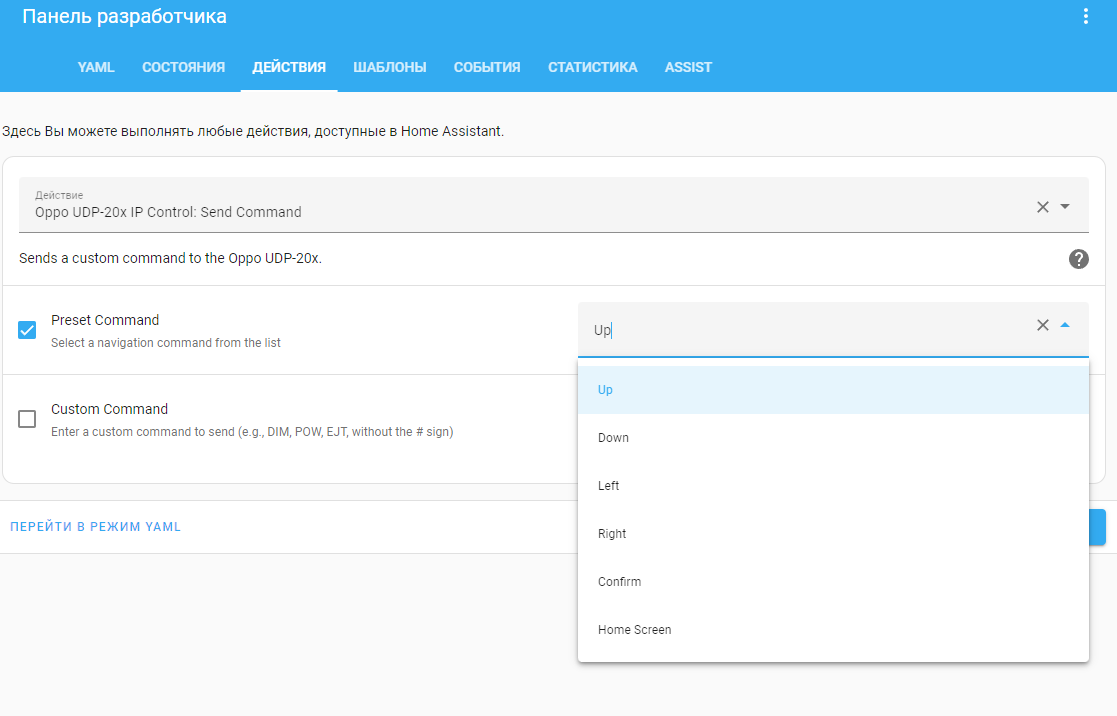 Панель разработчика
YAML СОСТОЯНИЯ ДЕЙСТВИЯ ШАБЛОНЫ СОБЫТИЯ СТАТИСТИКА ASSIST
Здесь Вы можете выполнять любые действия, доступные в Home Assistant.
Действие
Oppo UDP-20x IP Control: Send Command
Sends a custom command to the Oppo UDP-20x.
Preset Command
Select a navigation command from the list
Up
Custom Command
Enter a custom command to send (e.g., DIM, POW, EJT, without the # sign)
Up
Down
Left
Right
Confirm
Home Screen
ПЕРЕЙТИ В РЕЖИМ YAML